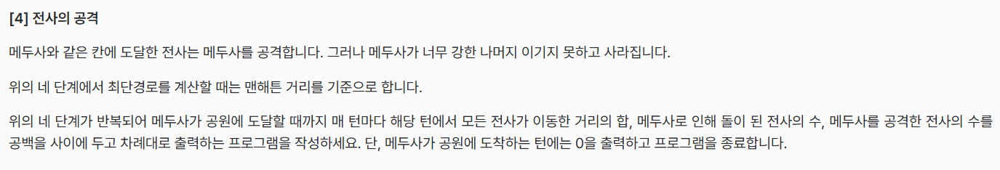 [4] 전사의 공격
메두사와 같은 칸에 도달한 전사는 메두사를 공격합니다. 그러나 메두사가 너무 강한 나머지 이기지 못하고 사라집니다.
위의 네 단계에서 최단경로를 계산할 때는 맨해튼 거리를 기준으로 합니다.
위의 네 단계가 반복되어 메두사가 공원에 도달할 때까지 매 턴마다 해당 턴에서 모든 전사가 이동한 거리의 합, 메두사로 인해 돌이 된 전사의 수, 메두사를 공격한 전사의 수를
공백을 사이에 두고 차례대로 출력하는 프로그램을 작성하세요. 단, 메두사가 공원에 도착하는 턴에는 0을 출력하고 프로그램을 종료합니다.